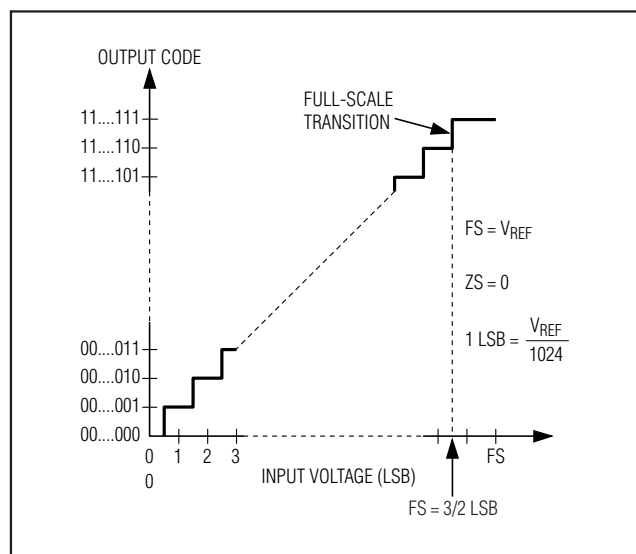 OUTPUT CODE
FULL-SCALE
TRANSITION
11....111
11....110
11....101
FS = VREF
ZS = 0
1 LSB = VREF
1024
00....011
00....010
00....001
00....000
0 1 2 3 FS
0
INPUT VOLTAGE (LSB)
FS = 3/2 LSB